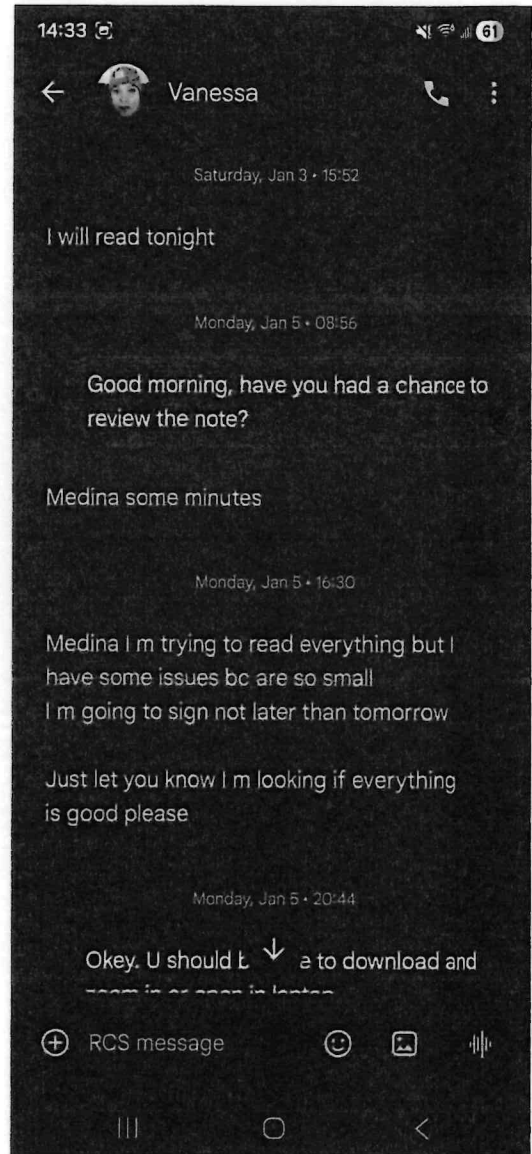 14:33
61
Vanessa
Saturday, Jan 3 • 15:52
I will read tonight
Monday, Jan 5 • 08:56
Good morning, have you had a chance to
review the note?
Medina some minutes
Monday, Jan 5 • 16:30
Medina I m trying to read everything but I
have some issues bc are so small
I m going to sign not later than tomorrow
Just let you know I m looking if everything
is good please
Monday, Jan 5 • 20:44
Okey. U should to download and
RCS message